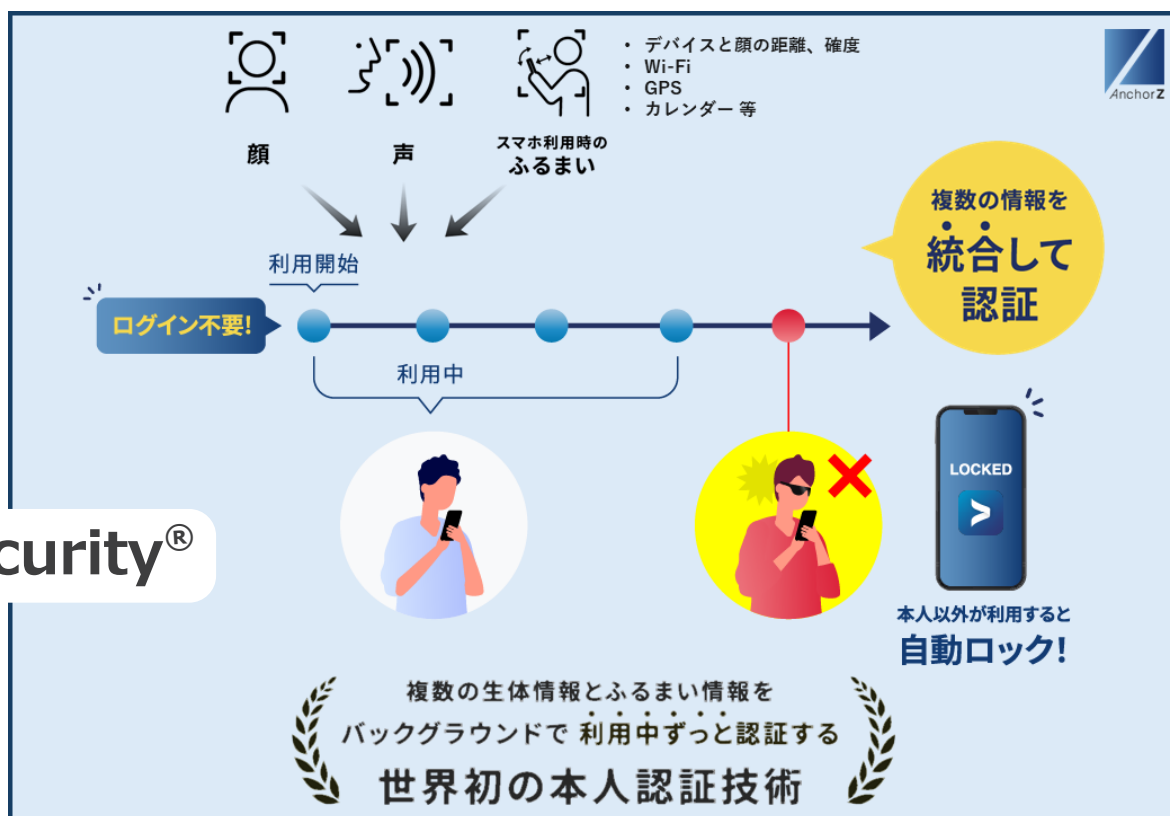 ・ デバイスと顔の距離、確度
・ Wi-Fi
・ GPS
・ カレンダー 等
AnchorZ
顔
声
スマホ利用時の
ふるまい
複数の情報を
統合して
認証
利用開始
ログイン不要!
利用中
LOCKED
curity®
本人以外が利用すると
自動ロック!
複数の生体情報とふるまい情報を
バックグラウンドで 利用中ずっと認証する
世界初の本人認証技術